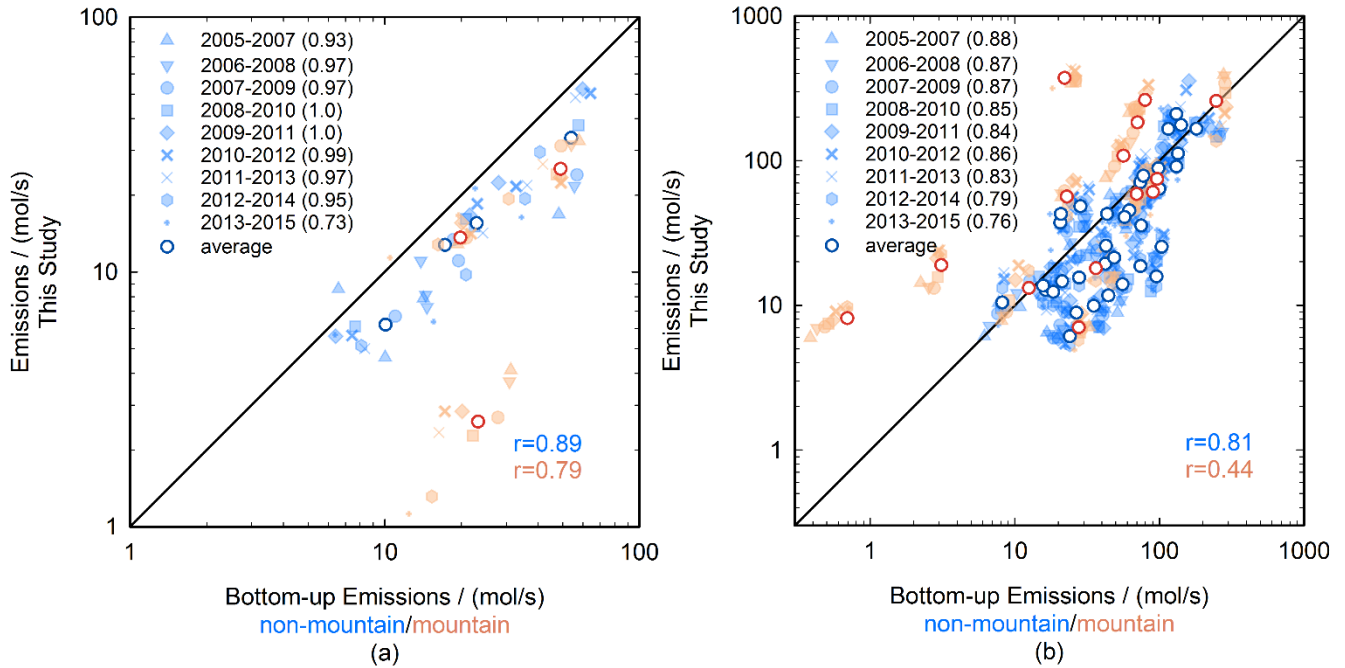 100
10
1
1
10
100
Emissions / (mol/s)
This Study
2005-2007 (0.93)
2006-2008 (0.97)
2007-2009 (0.97)
2008-2010 (1.0)
2009-2011 (1.0)
2010-2012 (0.99)
2011-2013 (0.97)
2012-2014 (0.95)
2013-2015 (0.73)
average
r=0.89
r=0.79
Bottom-up Emissions / (mol/s)
non-mountain/mountain
(a)
1000
100
10
1
1
10
100
1000
Emissions / (mol/s)
This Study
2005-2007 (0.88)
2006-2008 (0.87)
2007-2009 (0.87)
2008-2010 (0.85)
2009-2011 (0.84)
2010-2012 (0.86)
2011-2013 (0.83)
2012-2014 (0.79)
2013-2015 (0.76)
average
r=0.81
r=0.44
Bottom-up Emissions / (mol/s)
non-mountain/mountain
(b)